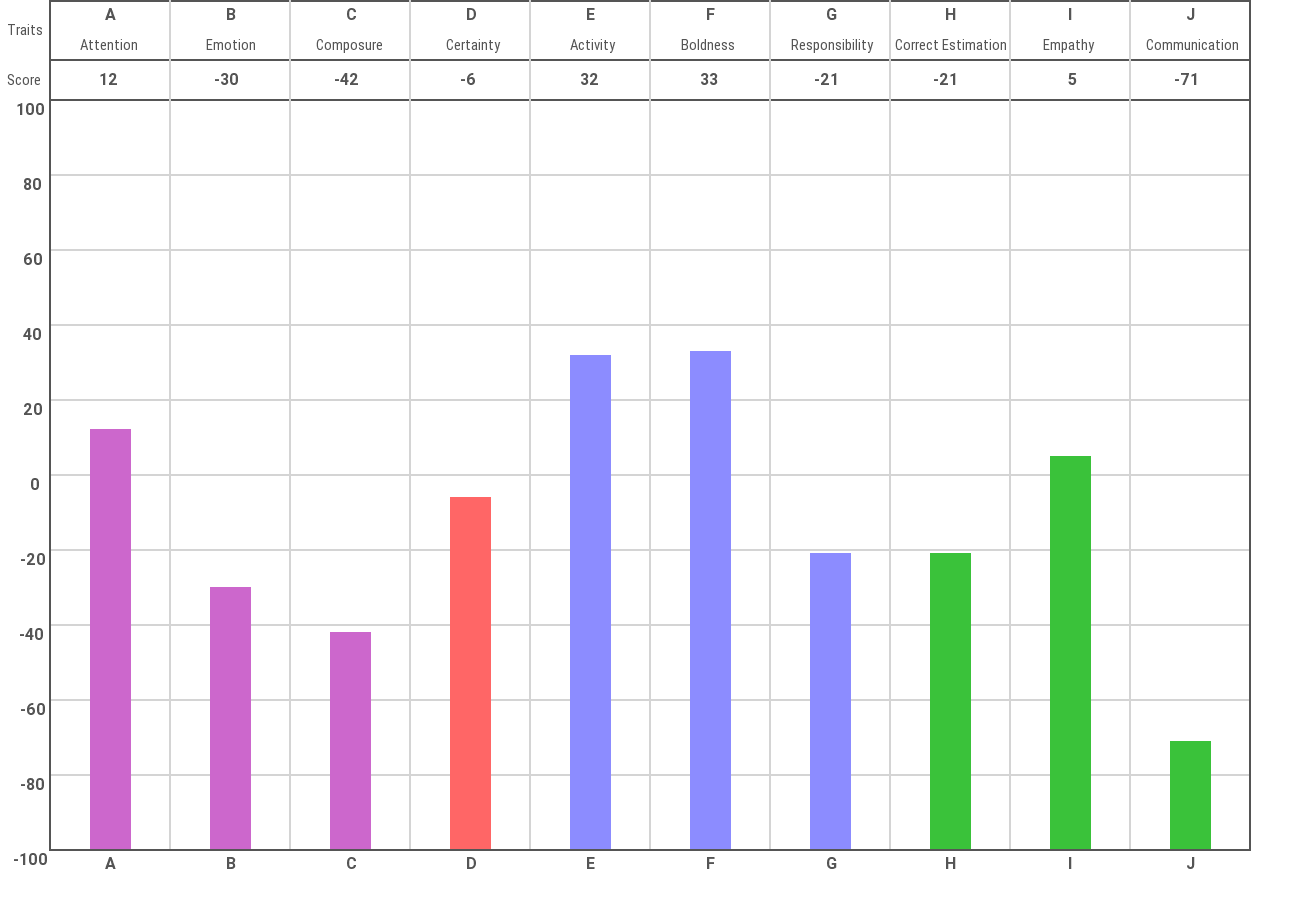 Traits A B C D E F G H I J
Attention Emotion Composure Certainty Activity Boldness Responsibility Correct Estimation Empathy Communication
Score 12 -30 -42 -6 32 33 -21 -21 5 -71
100
80
60
40
20
0
-20
-40
-60
-80
-100
A B C D E F G H I J